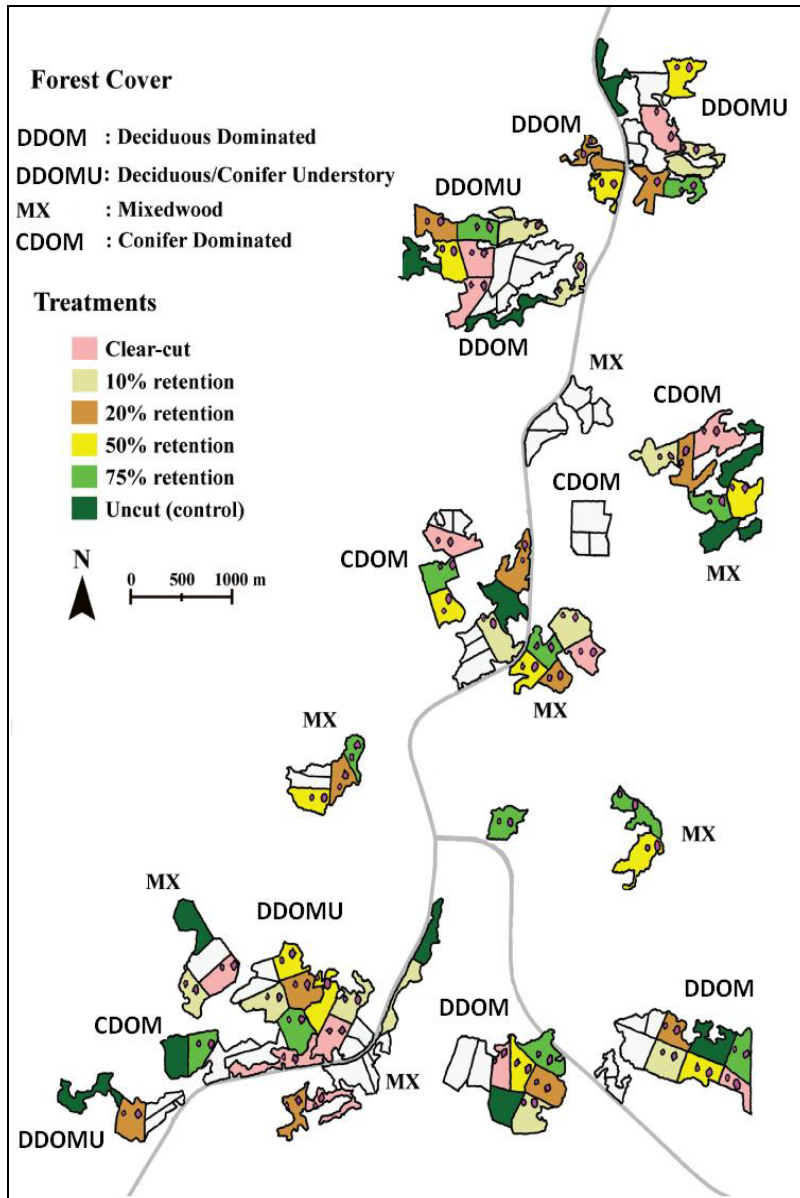 Forest Cover
DDOM : Deciduous Dominated
DDOMU : Deciduous/Conifer Understory
MX : Mixedwood
CDOM : Conifer Dominated
Treatments
Clear-cut
10% retention
20% retention
50% retention
75% retention
Uncut (control)
N
0 500 1000 m
DDOMU
DDOM
DDOMU
DDOM
MX
CDOM
CDOM
CDOM
MX
MX
MX
MX
MX
DDOMU
DDOM
DDOM
CDOM
MX
DDOMU